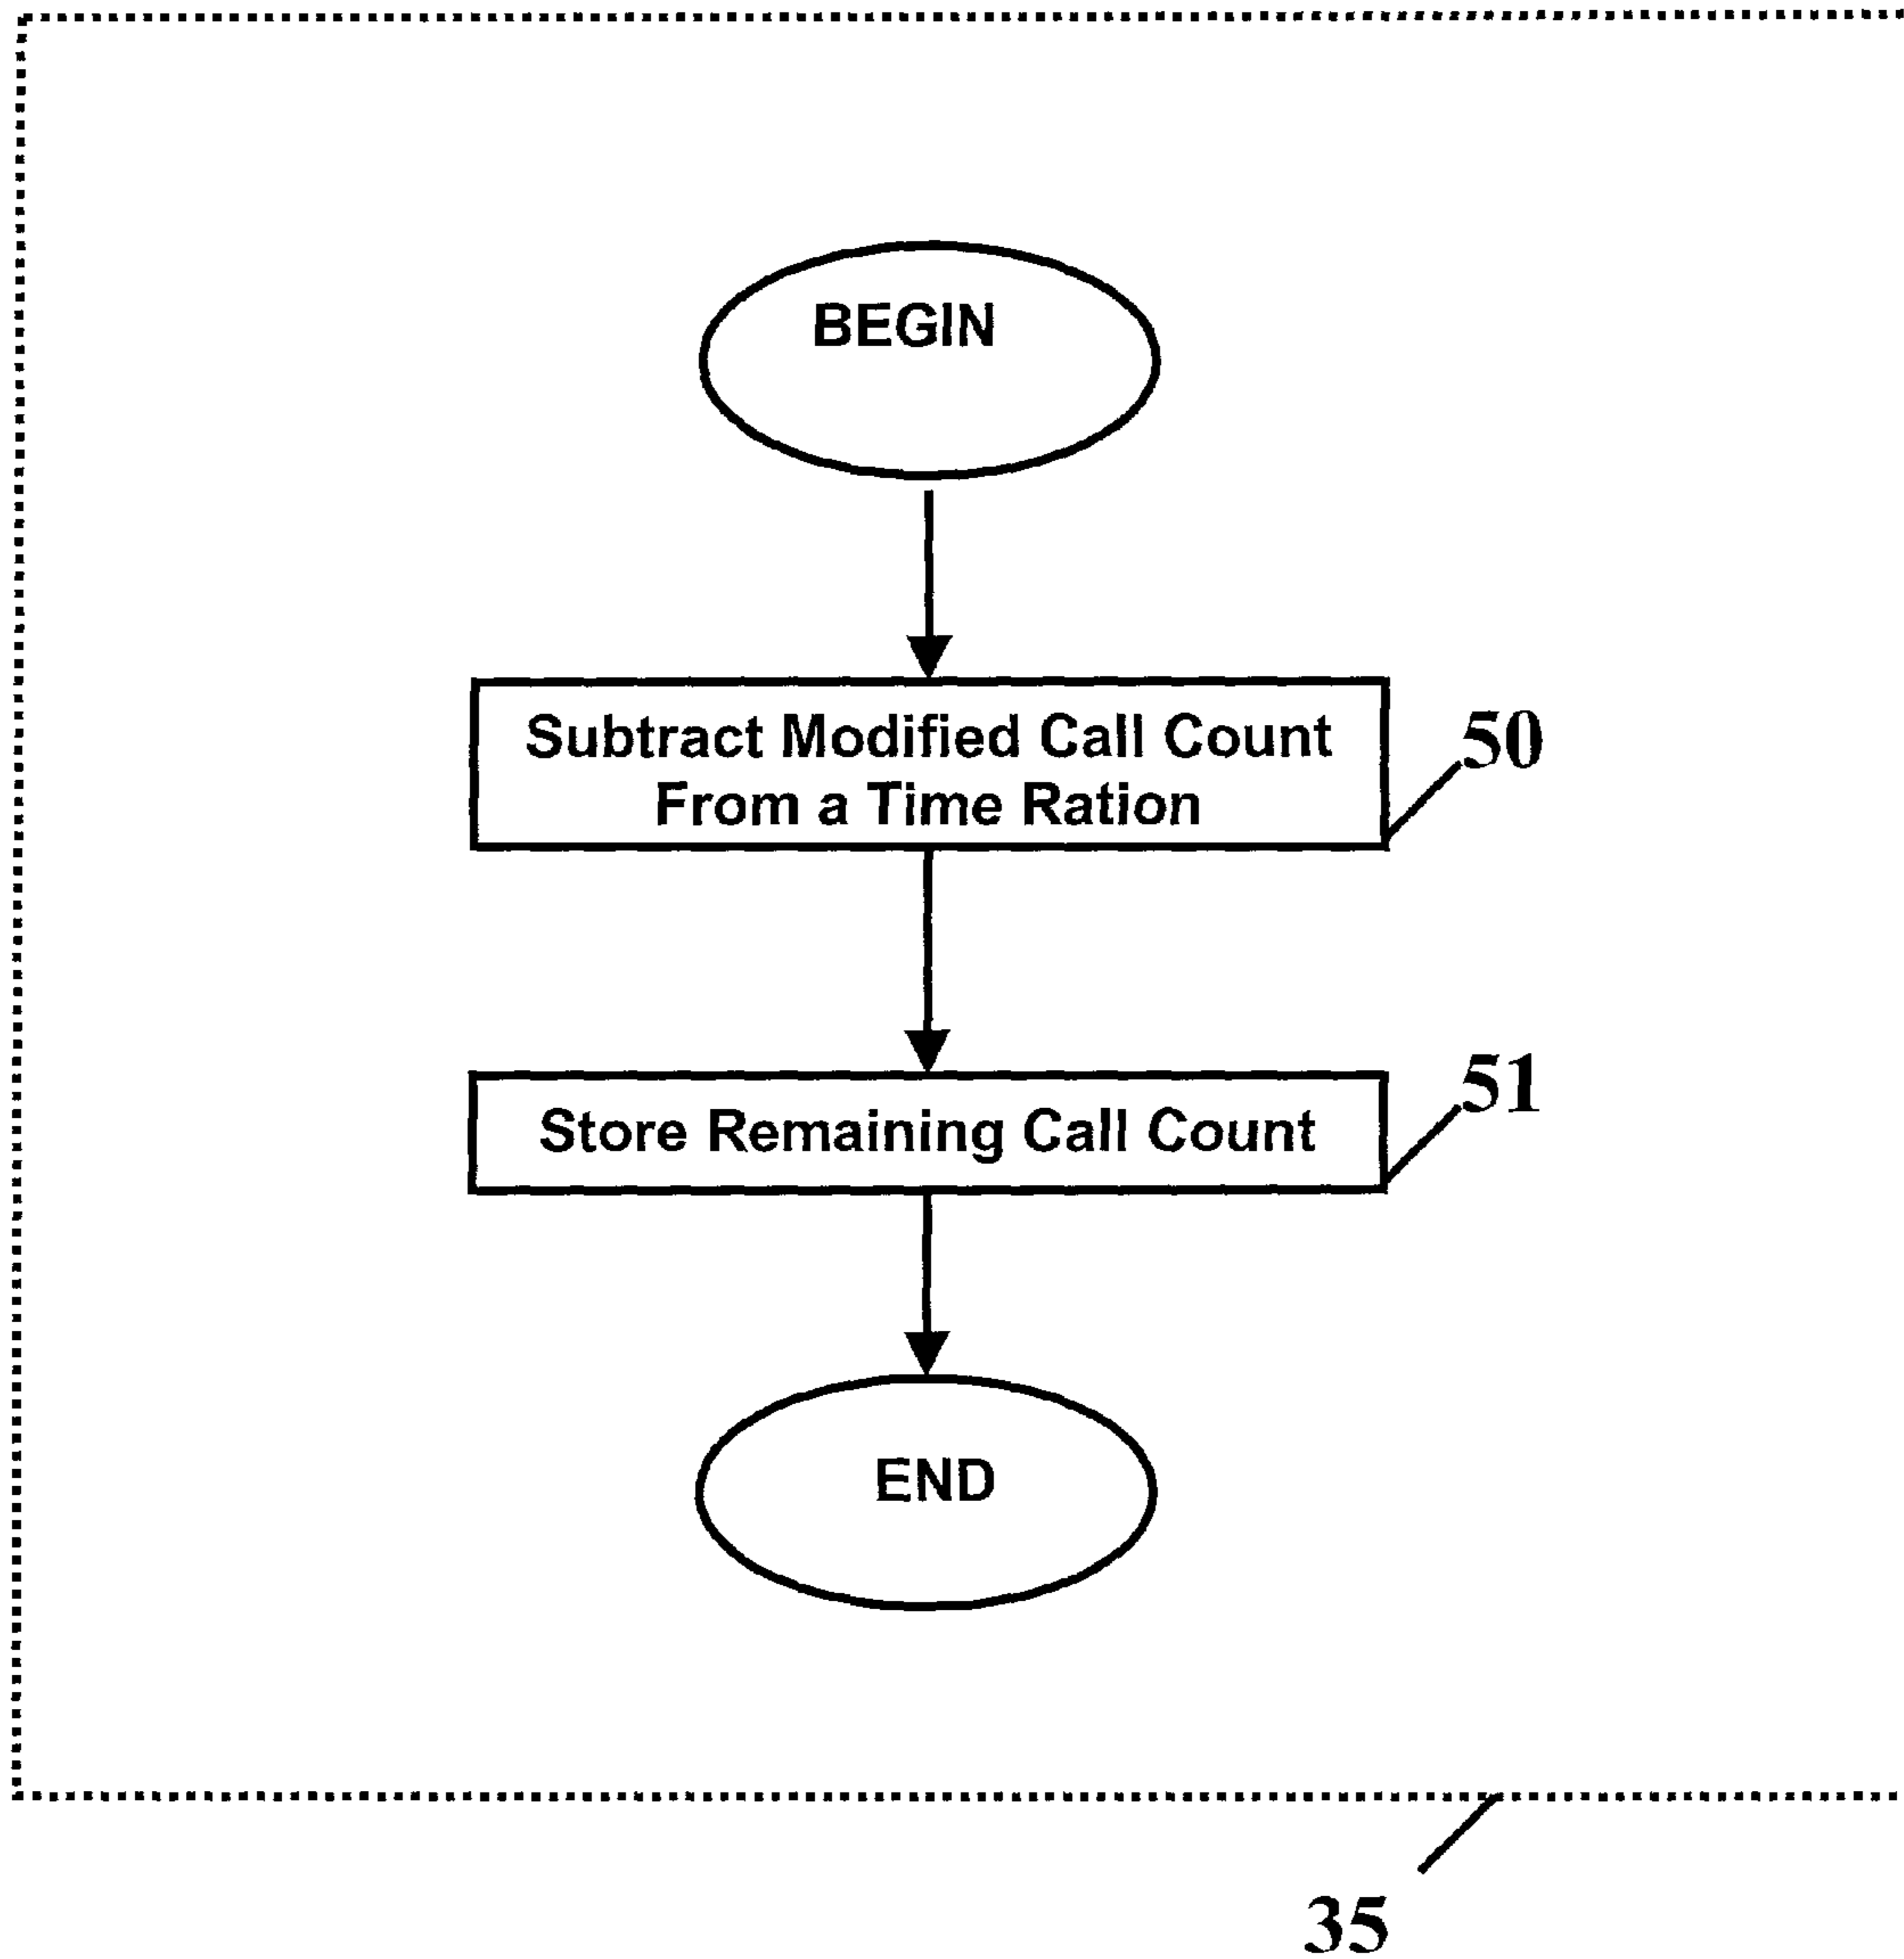 BEGIN
Subtract Modified Call Count
From a Time Ration
50
Store Remaining Call Count
51
END
35